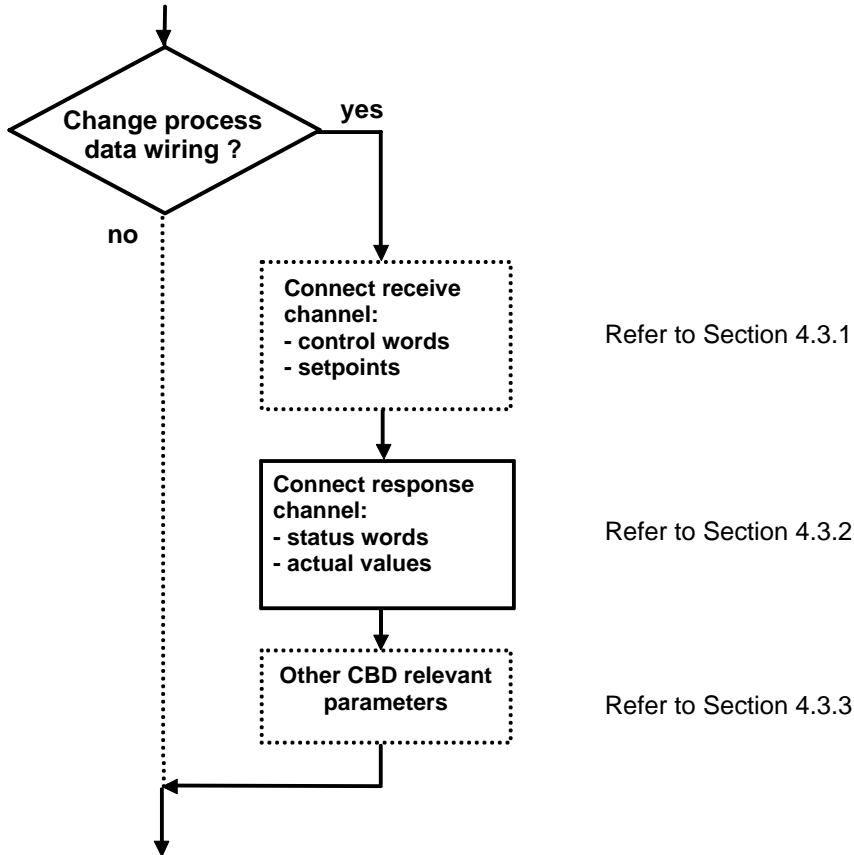 Change process
data wiring ?
yes
no
Connect receive
channel:
- control words
- setpoints
Refer to Section 4.3.1
Connect response
channel:
- status words
- actual values
Refer to Section 4.3.2
Other CBD relevant
parameters
Refer to Section 4.3.3